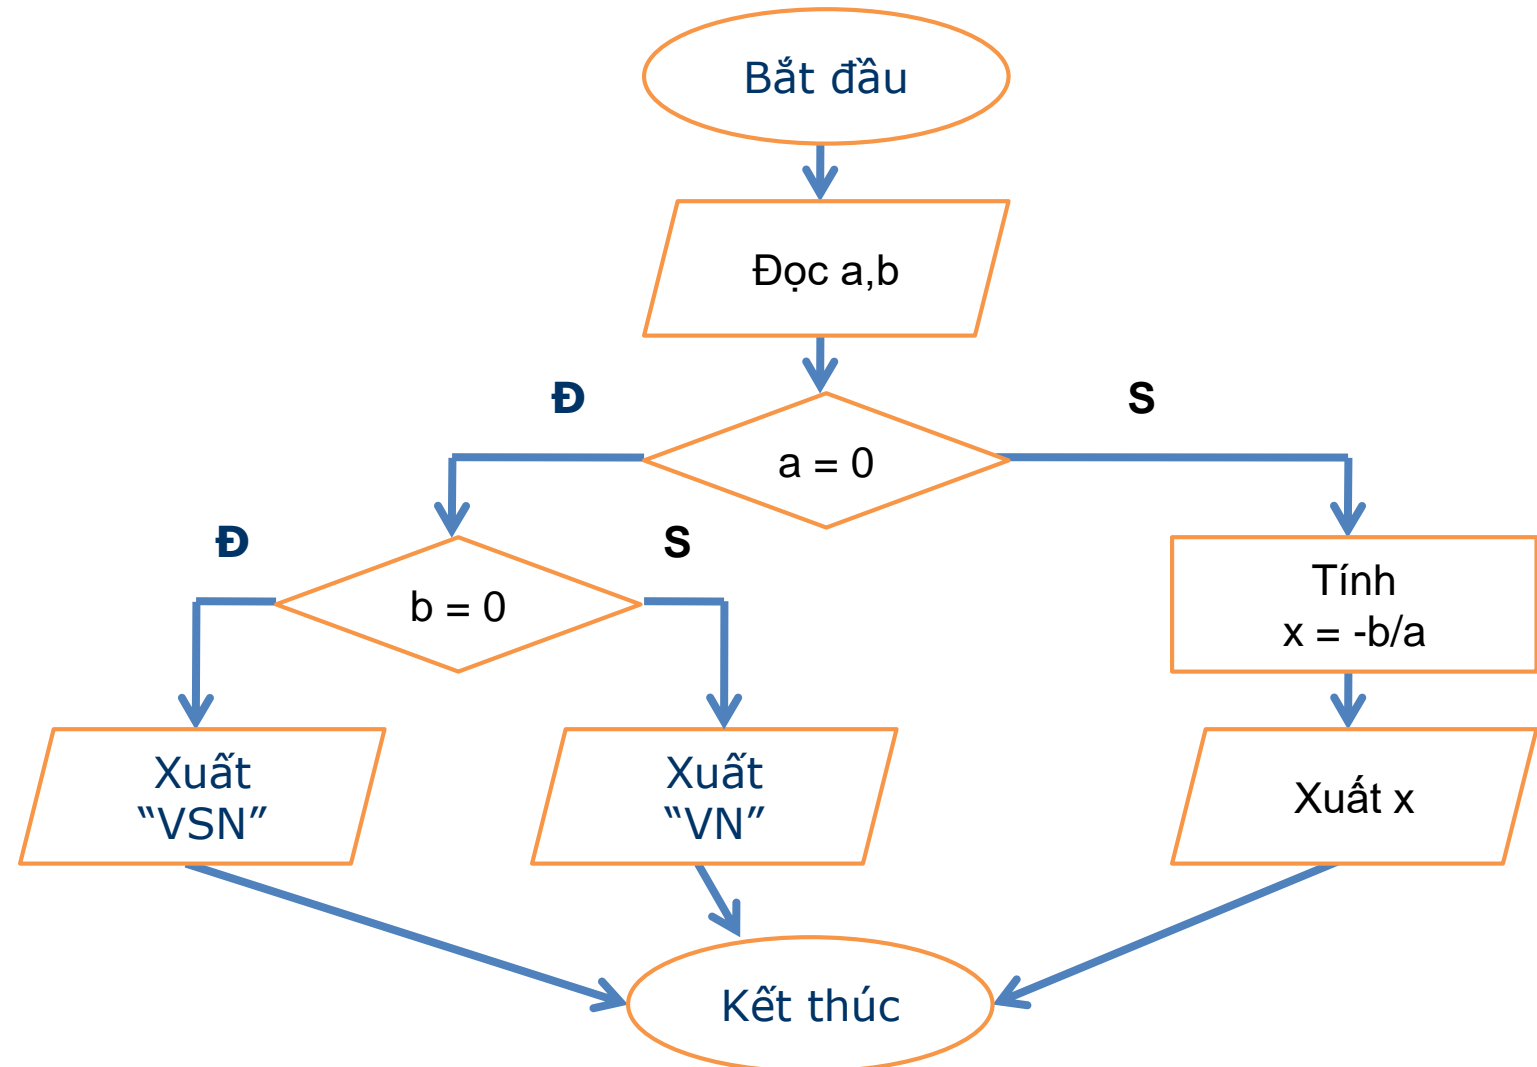 Bắt đầu
Đọc a,b
Đ
S
a = 0
Đ
S
b = 0
Tính
x = -b/a
Xuất
“VSN”
Xuất
“VN”
Xuất x
Kết thúc